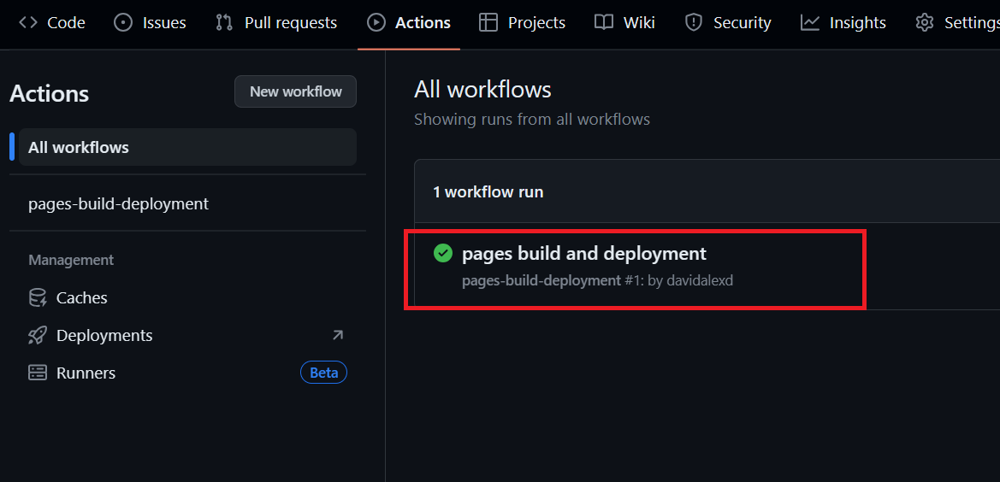 Code Issues Pull requests Actions Projects Wiki Security Insights Settings
Actions
New workflow
All workflows
pages-build-deployment
Management
Caches
Deployments
Runners Beta
All workflows
Showing runs from all workflows
1 workflow run
pages build and deployment
pages-build-deployment #1: by davidalexd